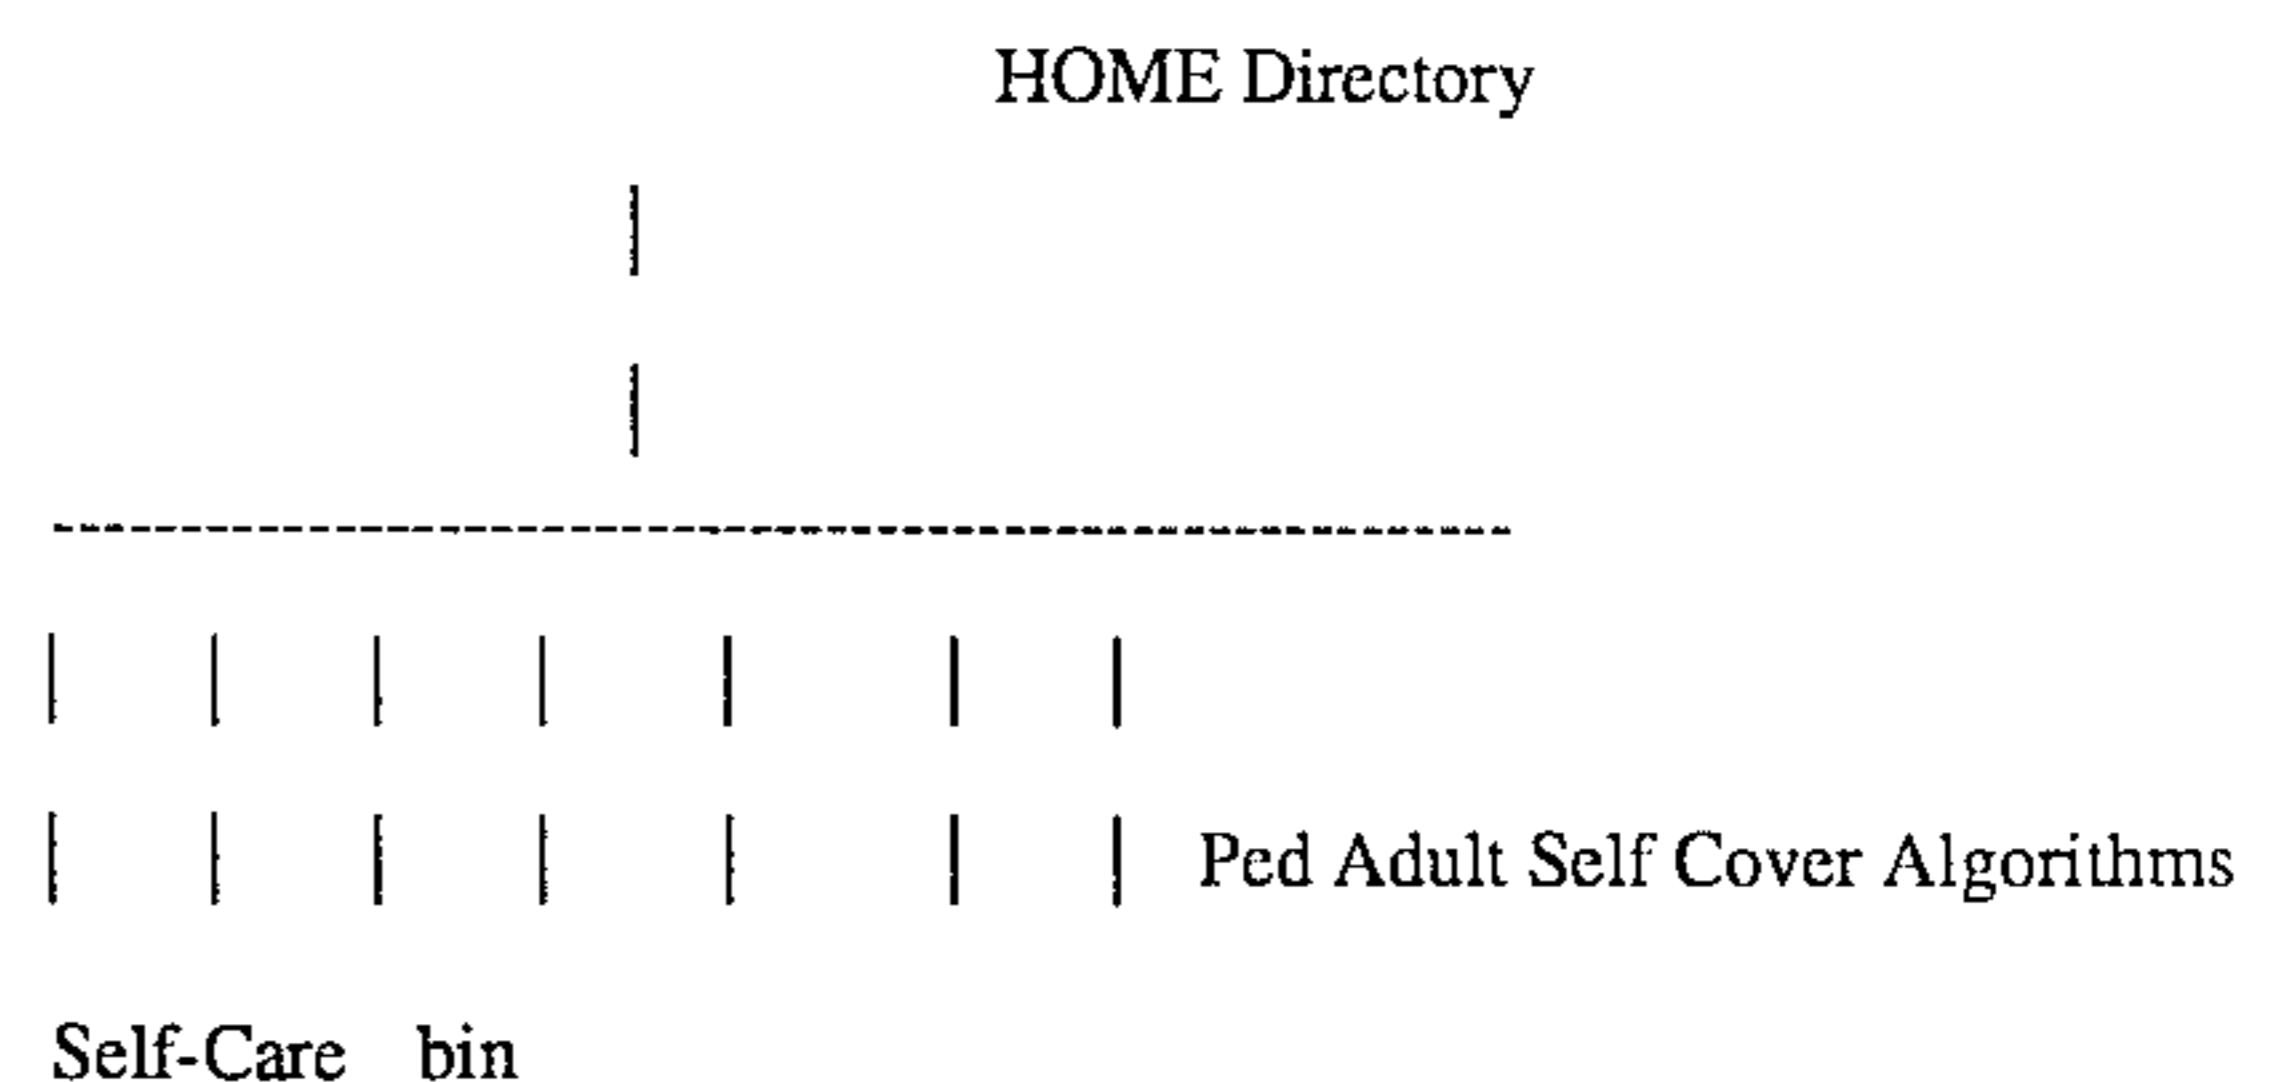 HOME Directory
|
|
---------------------------------------------------------
| | | | | | |
| | | | | | | Ped Adult Self Cover Algorithms
Self-Care bin